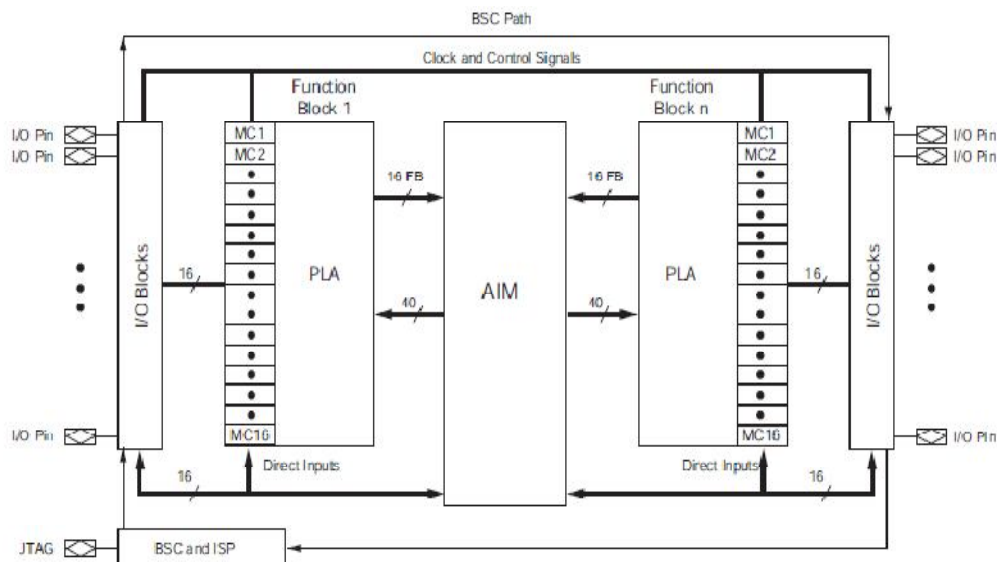 BSC Path
Clock and Control Signals
Function
Block 1
Function
Block n
I/O Pin
MC1
MC1
I/O Pin
I/O Pin
MC2
MC2
I/O Pin
16 FB
16 FB
I/O Blocks
16
PLA
AIM
PLA
16
I/O Blocks
40
40
I/O Pin
MC16
MC16
I/O Pin
Direct Inputs
Direct Inputs
16
16
JTAG
BSC and ISP